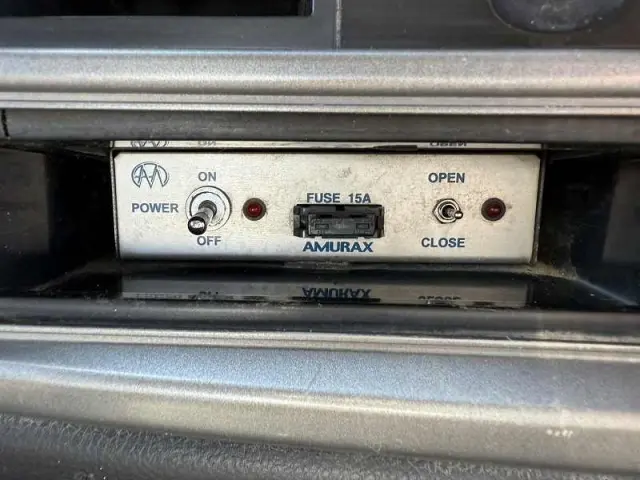 ON
POWER
OFF
FUSE 15A
AMURAX
OPEN
CLOSE